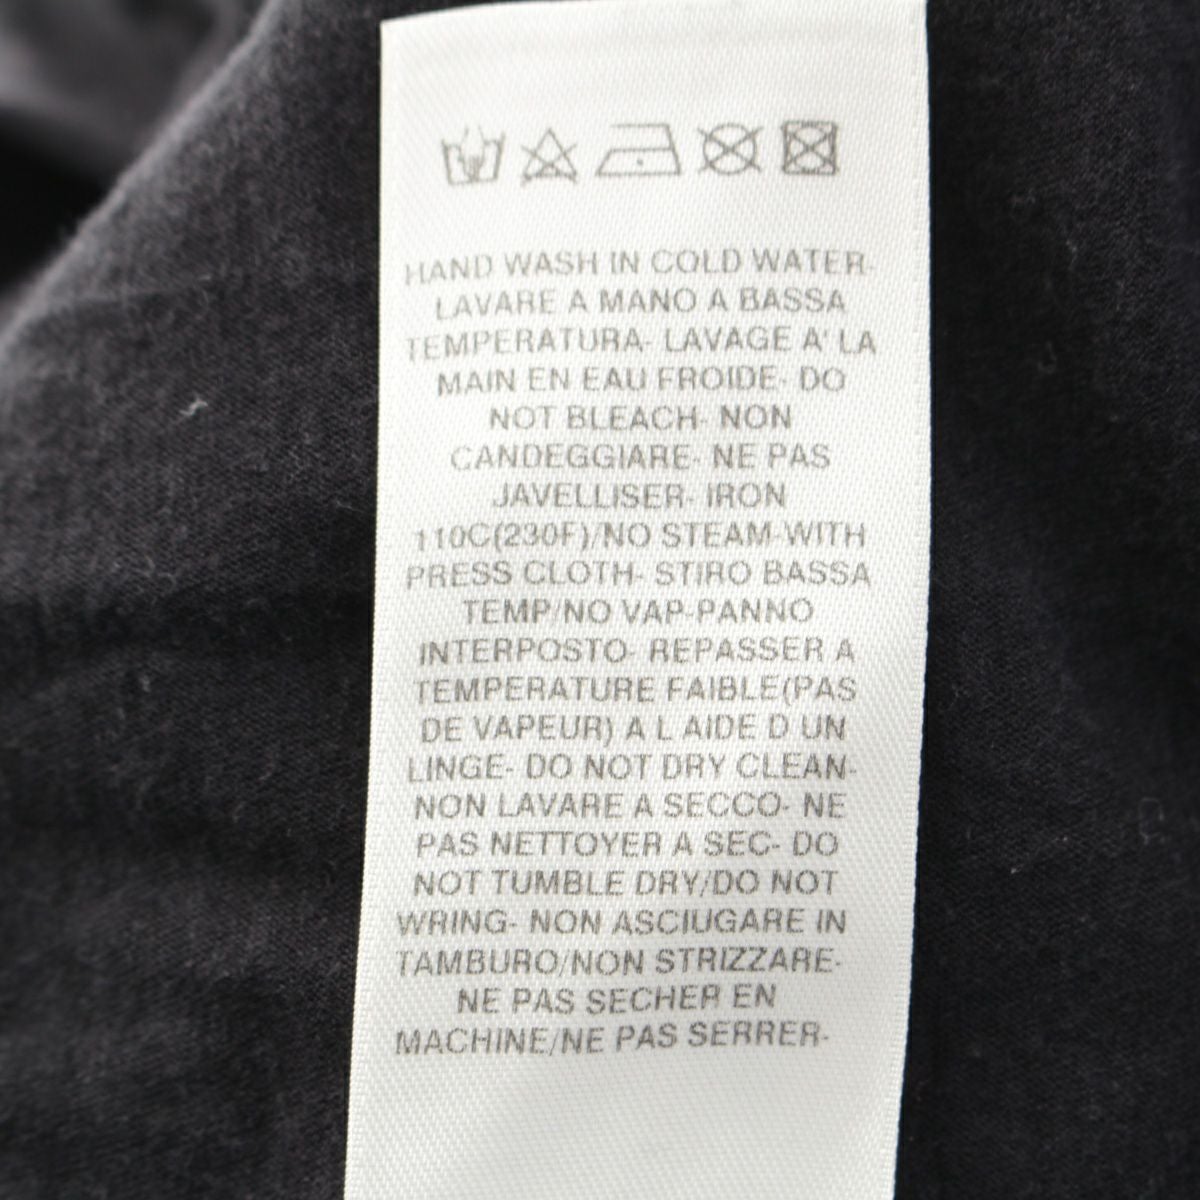 HAND WASH IN COLD WATER-
LAVARE A MANO A BASSA
TEMPERATURA- LAVAGE A' LA
MAIN EN EAU FROIDE- DO
NOT BLEACH- NON
CANDEGGIARE- NE PAS
JAVELLISER- IRON
110C(230F)/NO STEAM-WITH
PRESS CLOTH- STIRO BASSA
TEMP/NO VAP-PANNO
INTERPOSTO- REPASSER A
TEMPERATURE FAIBLE(PAS
DE VAPEUR) A L AIDE D UN
LINGE- DO NOT DRY CLEAN-
NON LAVARE A SECCO- NE
PAS NETTOYER A SEC- DO
NOT TUMBLE DRY/DO NOT
WRING- NON ASCIUGARE IN
TAMBURO/NON STRIZZARE-
NE PAS SECHER EN
MACHINE/NE PAS SERRER-